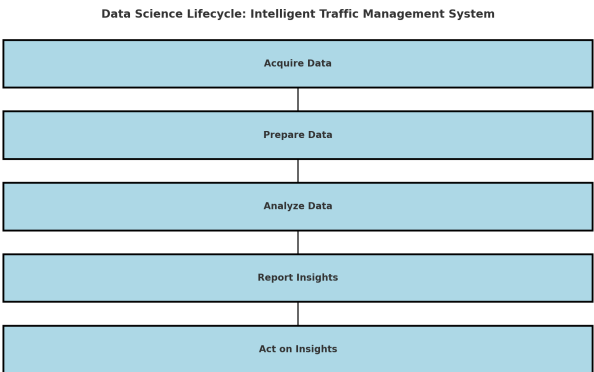 Data Science Lifecycle: Intelligent Traffic Management System
Acquire Data
Prepare Data
Analyze Data
Report Insights
Act on Insights